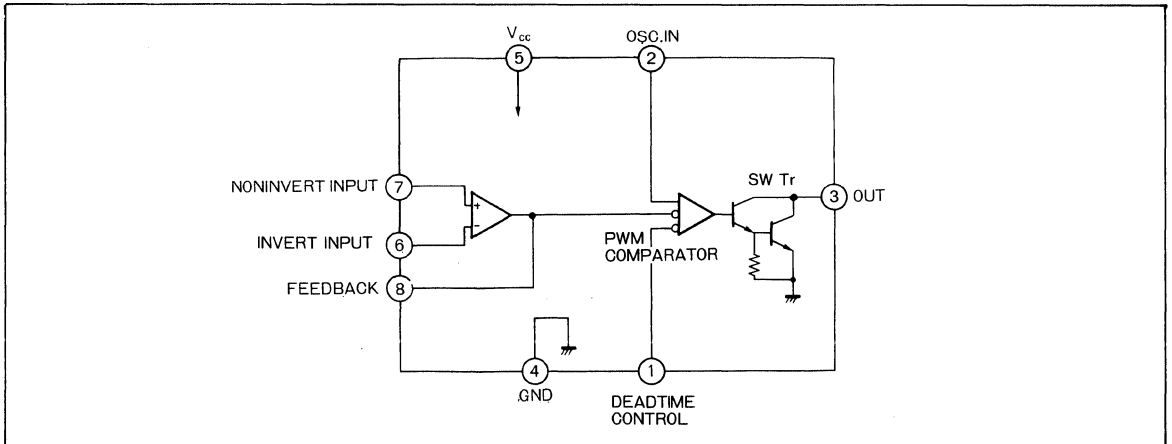 Vcc
OSC.IN
5
2
NONINVERT INPUT
7
+
SW Tr
3
OUT
INVERT INPUT
6
-
PWM
COMPARATOR
FEEDBACK
8
4
GND
1
DEADTIME
CONTROL